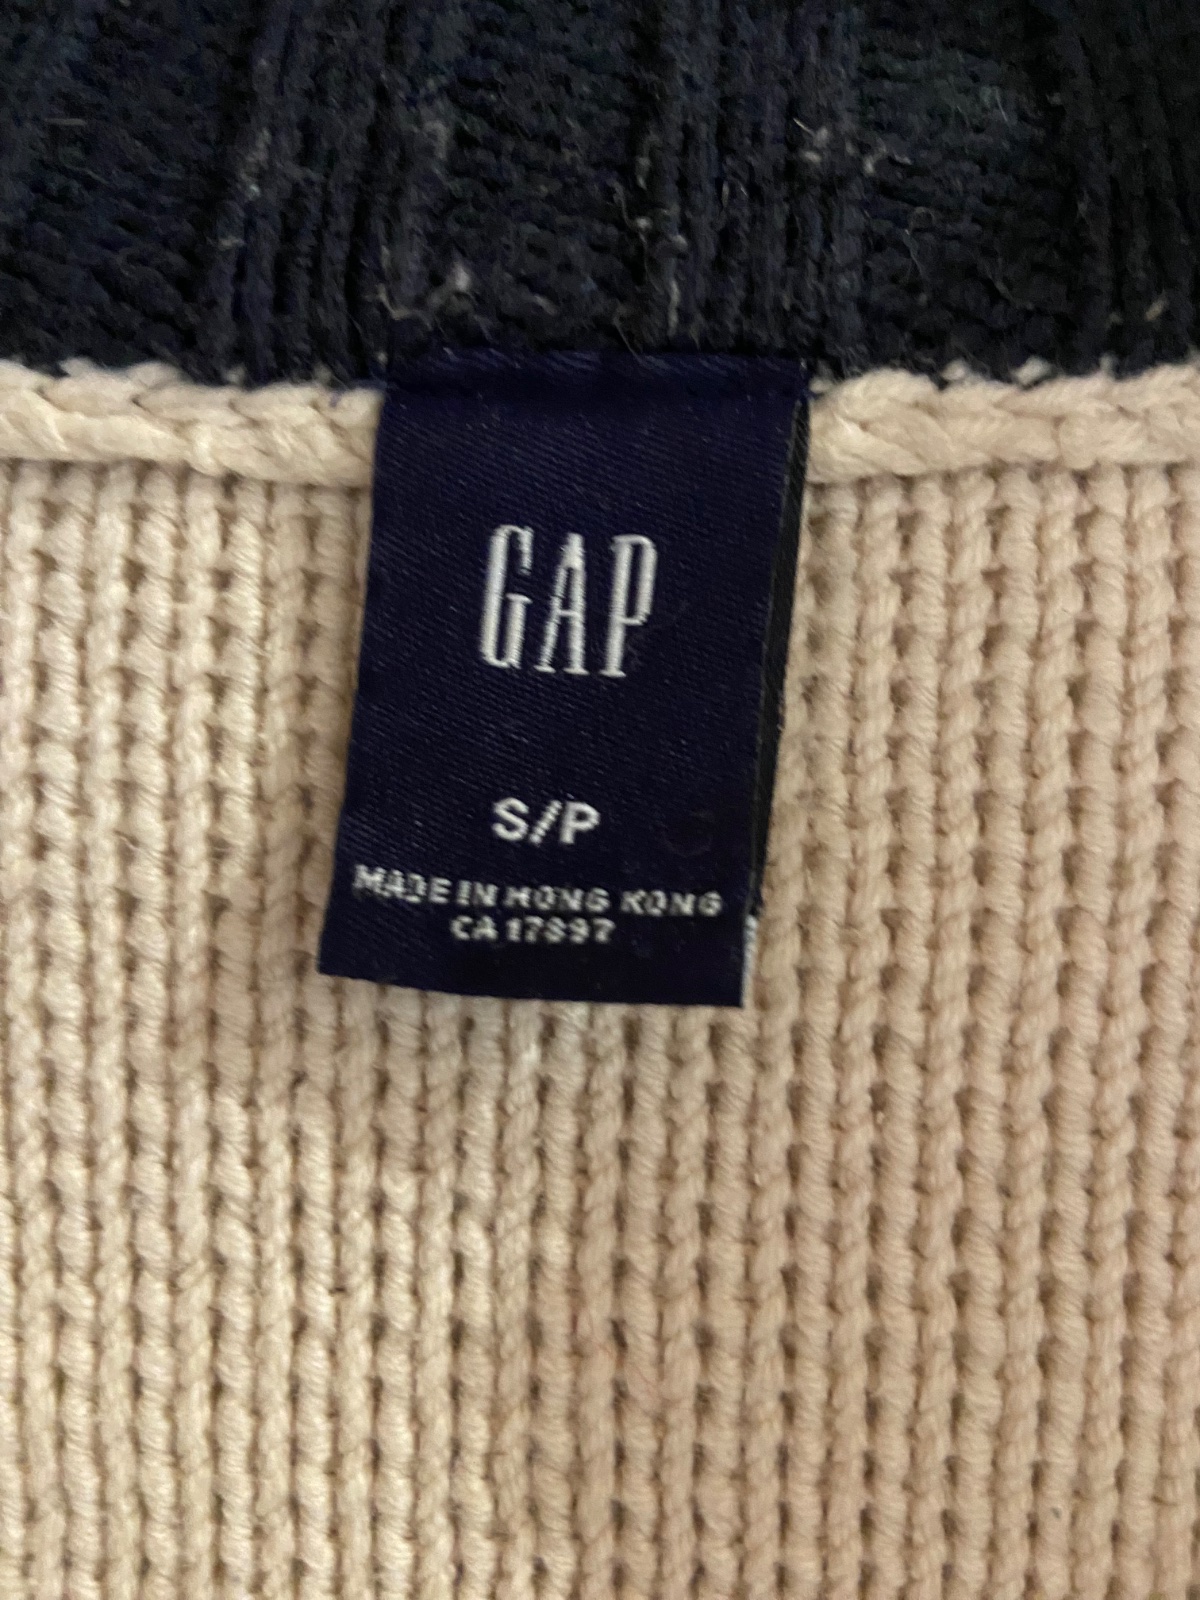 GAP
S/P
MADE IN HONG KONG
CA 17897